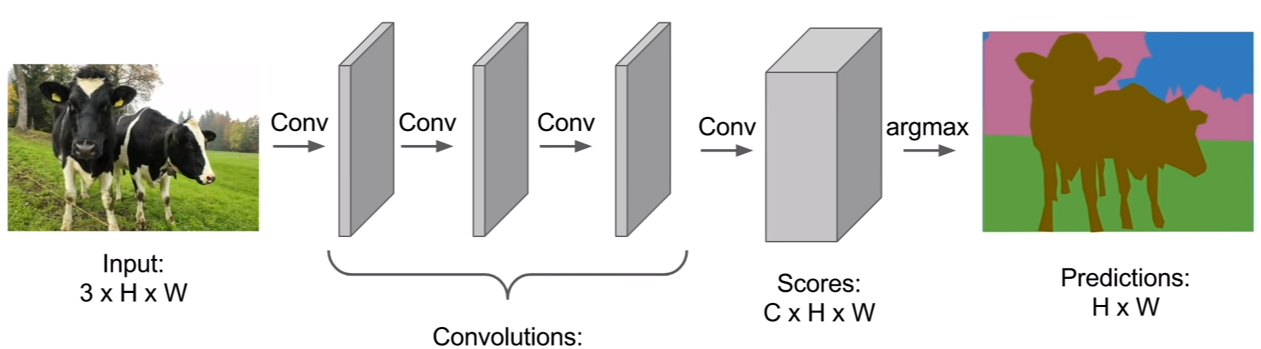 Conv
Conv
Conv
Conv
argmax
Input:
3 x H x W
Convolutions:
Scores:
C x H x W
Predictions:
H x W